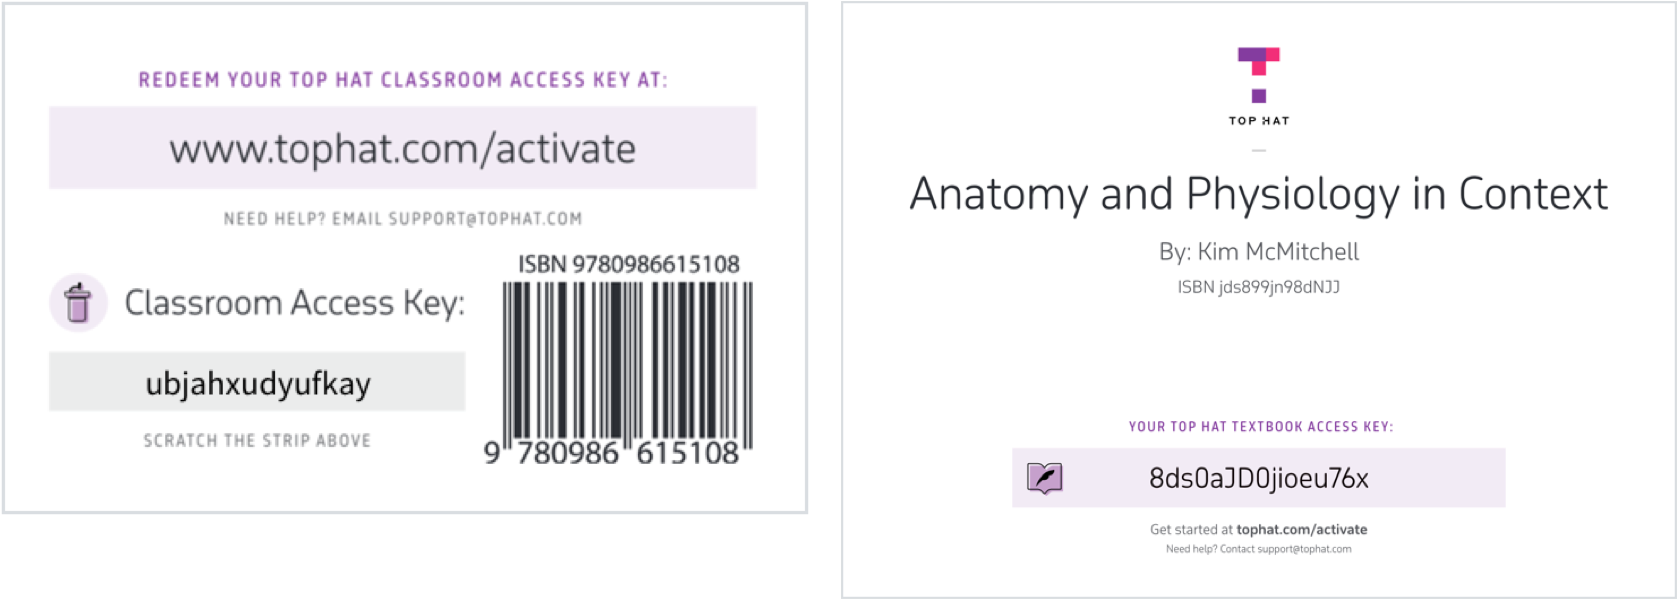 REDEEM YOUR TOP HAT CLASSROOM ACCESS KEY AT:
www.tophat.com/activate
NEED HELP? EMAIL SUPPORT@TOPHAT.COM
ISBN 9780986615108
Classroom Access Key:
ubjahxudyufkay
SCRATCH THE STRIP ABOVE
9 780986 615108
TOP HAT
Anatomy and Physiology in Context
By: Kim McMitchell
ISBN jds899jn98dNJJ
YOUR TOP HAT TEXTBOOK ACCESS KEY:
8ds0aJD0jioeu76x
Get started at tophat.com/activate
Need help? Contact support@tophat.com